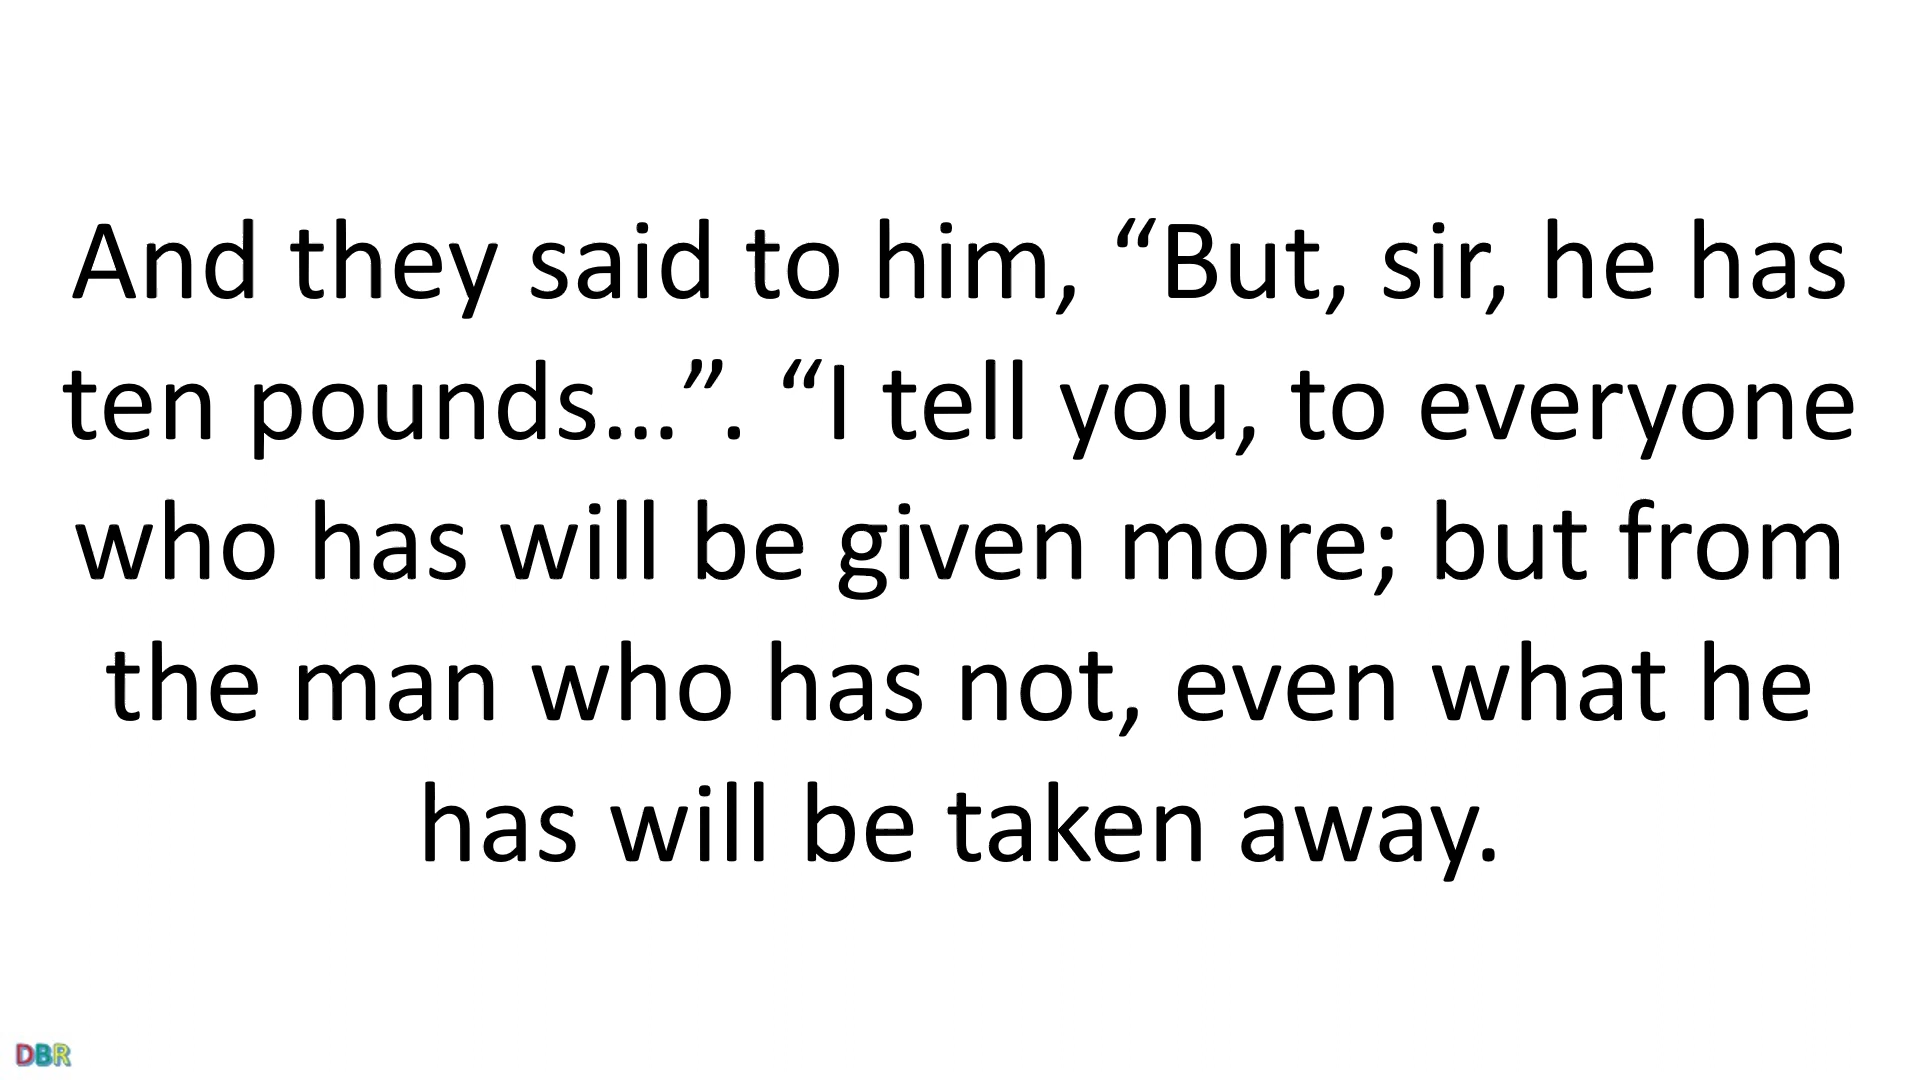 And they said to him, “But, sir, he has
ten pounds…”. “I tell you, to everyone
who has will be given more; but from
the man who has not, even what he
has will be taken away.
DBR